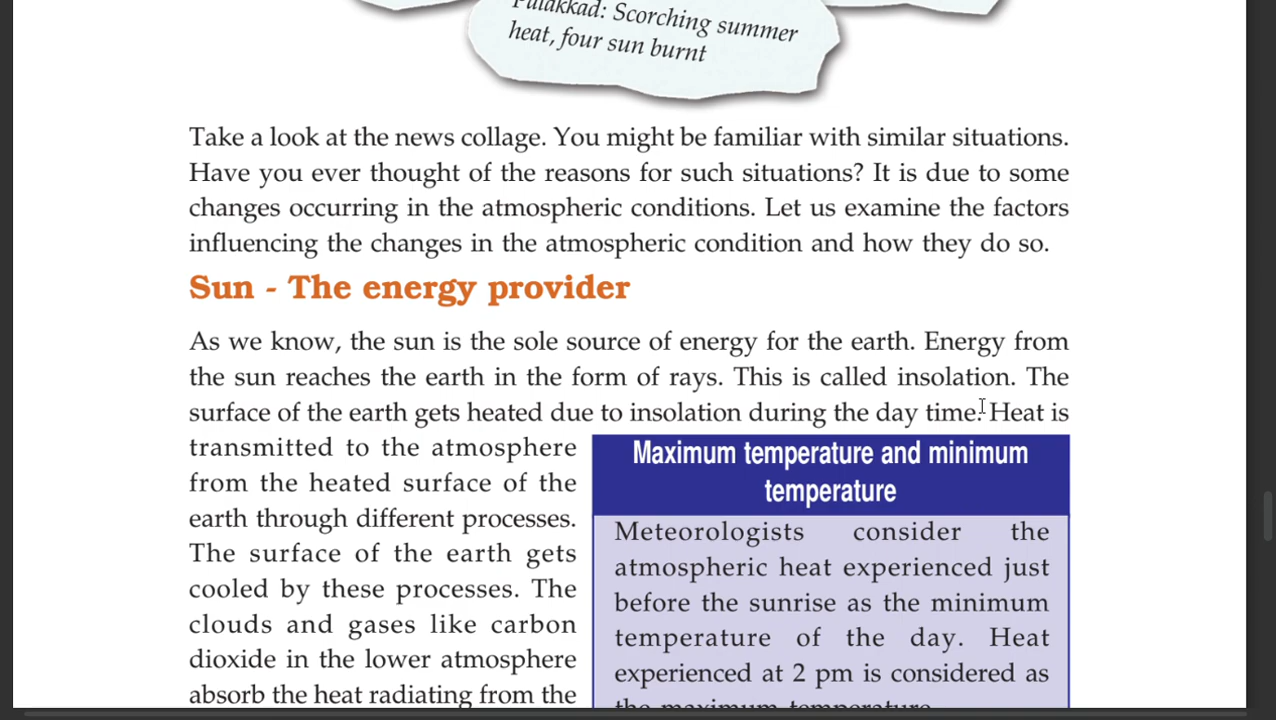 Palakkad: Scorching summer
heat, four sun burnt
Take a look at the news collage. You might be familiar with similar situations.
Have you ever thought of the reasons for such situations? It is due to some
changes occurring in the atmospheric conditions. Let us examine the factors
influencing the changes in the atmospheric condition and how they do so.
Sun - The energy provider
As we know, the sun is the sole source of energy for the earth. Energy from
the sun reaches the earth in the form of rays. This is called insolation. The
surface of the earth gets heated due to insolation during the day time. Heat is
transmitted to the atmosphere
from the heated surface of the
earth through different processes.
The surface of the earth gets
cooled by these processes. The
clouds and gases like carbon
dioxide in the lower atmosphere
absorb the heat radiating from the
Maximum temperature and minimum
temperature
Meteorologists consider the
atmospheric heat experienced just
before the sunrise as the minimum
temperature of the day. Heat
experienced at 2 pm is considered as
the maximum temperature.